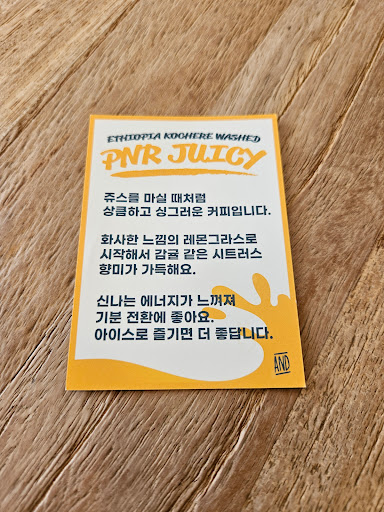 ETHIOPIA KOCHERE WASHED
PNR JUICY
쥬스를 마실 때처럼
상큼하고 싱그러운 커피입니다.
화사한 느낌의 레몬그라스로
시작해서 감귤 같은 시트러스
향미가 가득해요.
신나는 에너지가 느껴져
기분 전환에 좋아요.
아이스로 즐기면 더 좋답니다.
AND